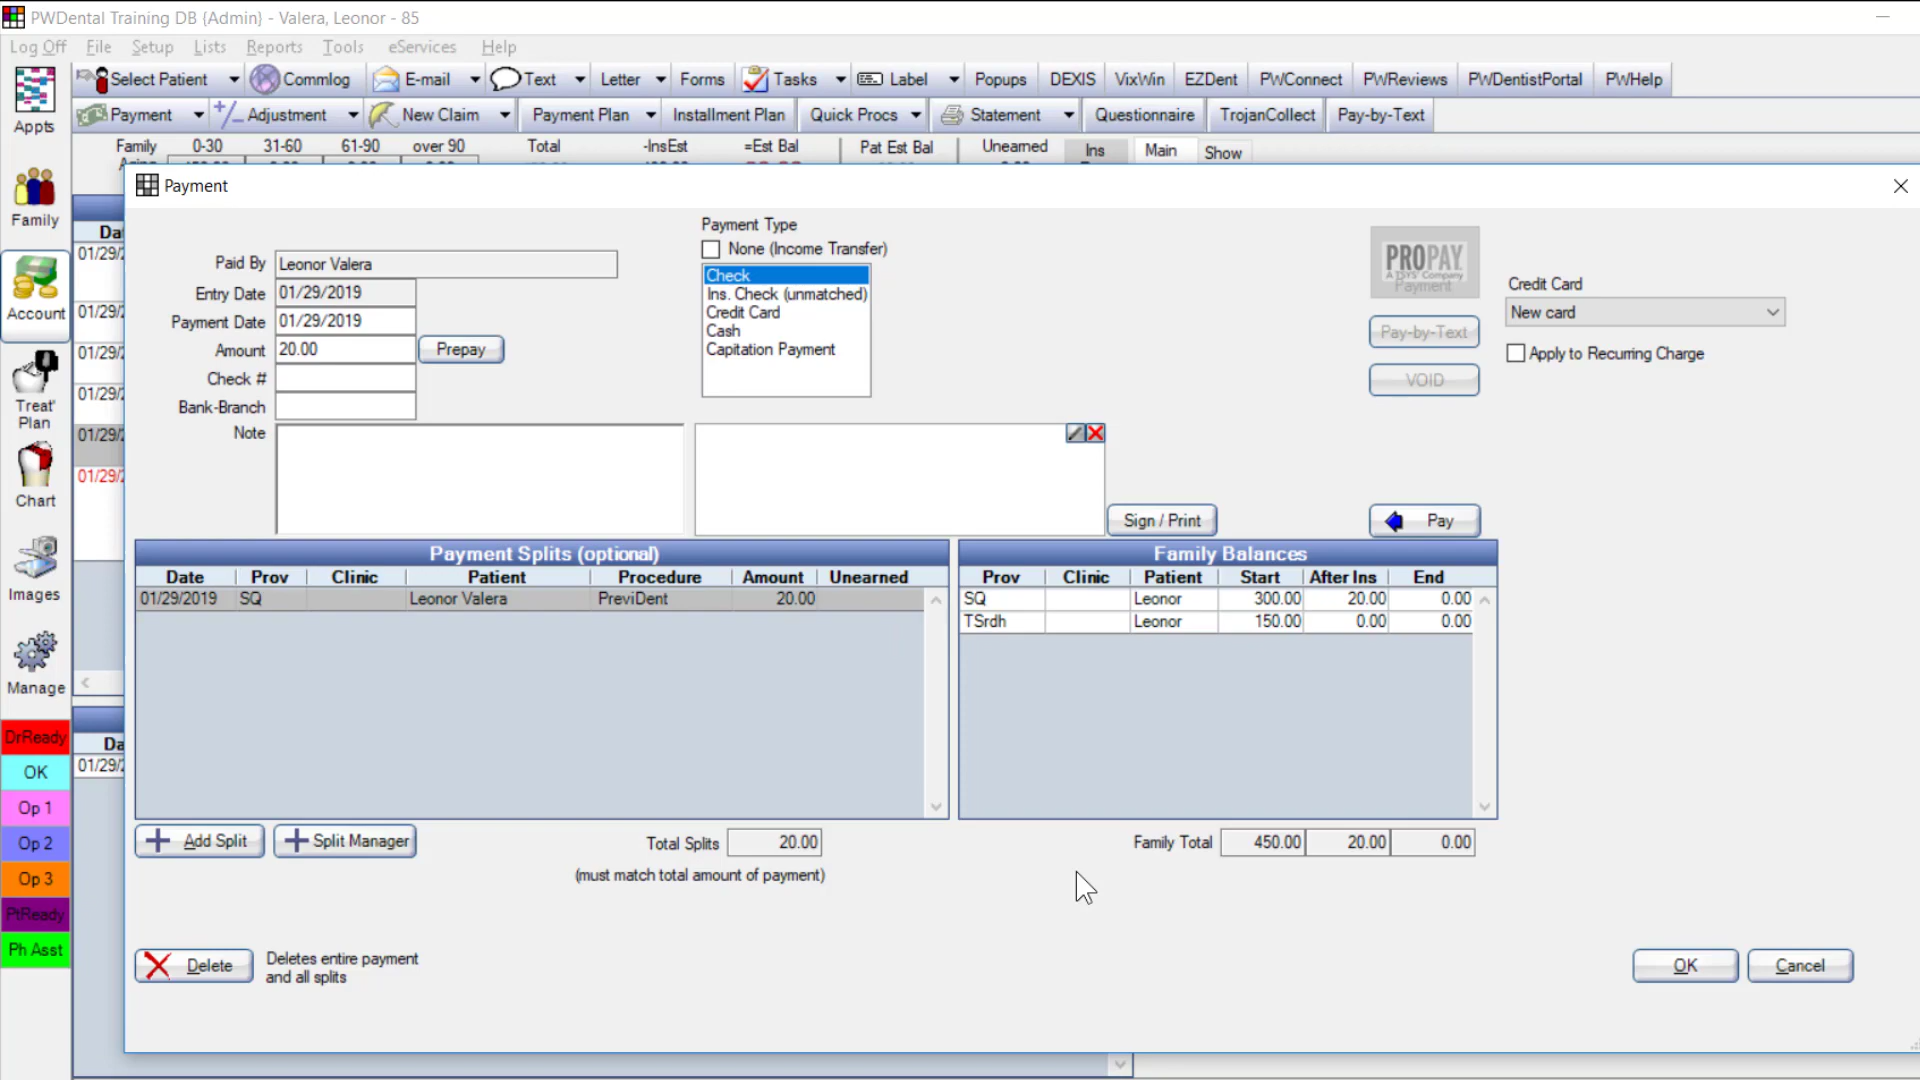 PWDental Training DB {Admin} - Valera, Leonor - 85
Log Off File Setup Lists Reports Tools eServices Help
Select Patient Commlog E-mail Text Letter Forms Tasks Label Popups DEXIS VixWin EZDent PWConnect PWReviews PWDentistPortal PWHelp
Payment Adjustment New Claim Payment Plan Installment Plan Quick Procs Statement Questionnaire TrojanCollect Pay-by-Text
Family 0-30 31-60 61-90 over 90 Total -InsEst =Est Bal Pat Est Bal Unearned Ins Main Show
Appts
Family
Account
Treat'
Plan
Chart
Images
Manage
DrReady
OK
Op 1
Op 2
Op 3
PtReady
Ph Asst
Payment
Paid By Leonor Valera
Entry Date 01/29/2019
Payment Date 01/29/2019
Amount 20.00 Prepay
Check #
Bank-Branch
Note
Payment Type
None (Income Transfer)
Check
Ins. Check (unmatched)
Credit Card
Cash
Capitation Payment
PROPAY
A TSYS Company
Payment
Pay-by-Text
VOID
Credit Card
New card
Apply to Recurring Charge
Sign / Print
Pay
Payment Splits (optional)
Date Prov Clinic Patient Procedure Amount Unearned
01/29/2019 SQ Leonor Valera PreviDent 20.00
Family Balances
Prov Clinic Patient Start After Ins End
SQ Leonor 300.00 20.00 0.00
TSrdh Leonor 150.00 0.00 0.00
Add Split Split Manager Total Splits 20.00
(must match total amount of payment)
Family Total 450.00 20.00 0.00
Delete Deletes entire payment
and all splits
OK Cancel